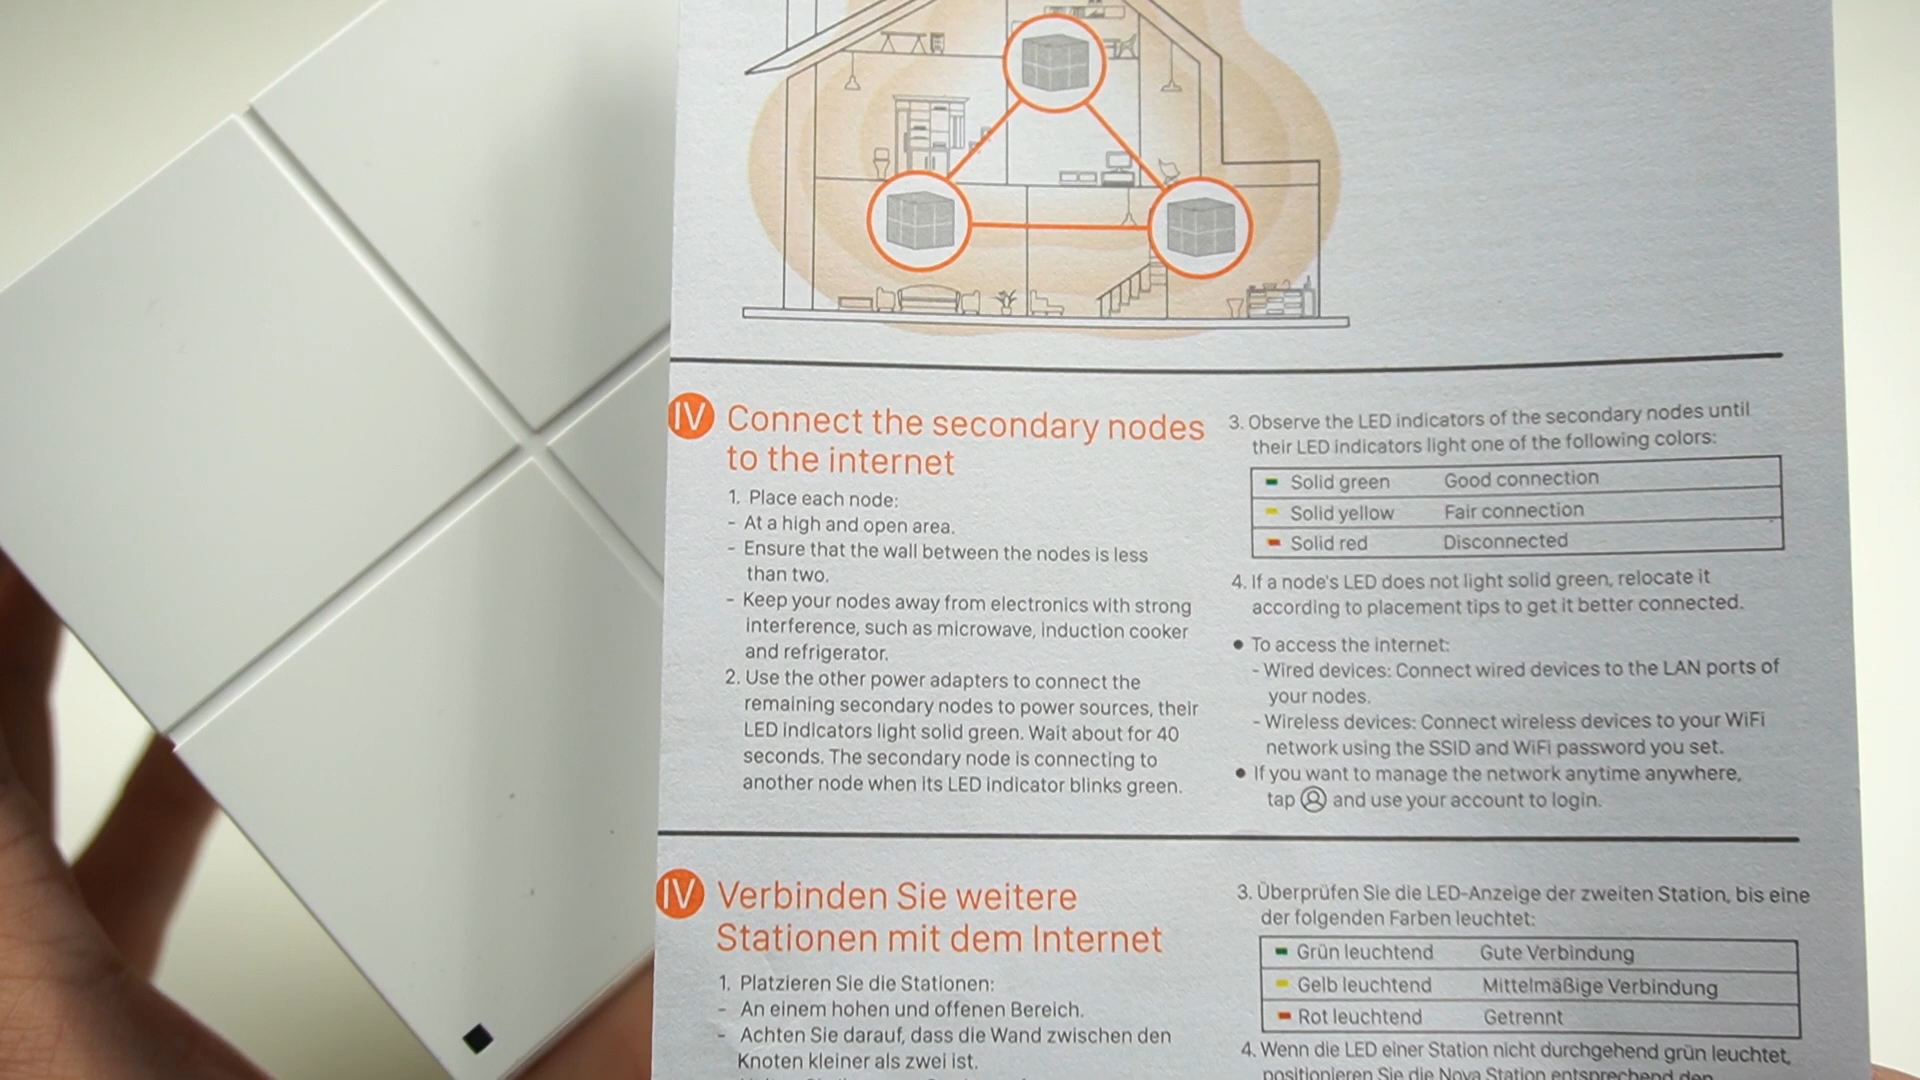 IV Connect the secondary nodes
to the internet
1. Place each node:
- At a high and open area.
- Ensure that the wall between the nodes is less
than two.
- Keep your nodes away from electronics with strong
interference, such as microwave, induction cooker
and refrigerator.
2. Use the other power adapters to connect the
remaining secondary nodes to power sources, their
LED indicators light solid green. Wait about for 40
seconds. The secondary node is connecting to
another node when its LED indicator blinks green.
3. Observe the LED indicators of the secondary nodes until
their LED indicators light one of the following colors:
Solid green Good connection
Solid yellow Fair connection
Solid red Disconnected
4. If a node's LED does not light solid green, relocate it
according to placement tips to get it better connected.
• To access the internet:
- Wired devices: Connect wired devices to the LAN ports of
your nodes.
- Wireless devices: Connect wireless devices to your WiFi
network using the SSID and WiFi password you set.
• If you want to manage the network anytime anywhere,
tap and use your account to login.
IV Verbinden Sie weitere
Stationen mit dem Internet
1. Platzieren Sie die Stationen:
- An einem hohen und offenen Bereich.
- Achten Sie darauf, dass die Wand zwischen den
Knoten kleiner als zwei ist.
3. Überprüfen Sie die LED-Anzeige der zweiten Station, bis eine
der folgenden Farben leuchtet:
Grün leuchtend Gute Verbindung
Gelb leuchtend Mittelmäßige Verbindung
Rot leuchtend Getrennt
4. Wenn die LED einer Station nicht durchgehend grün leuchtet,
positionieren Sie die Nova Station entsprechend den